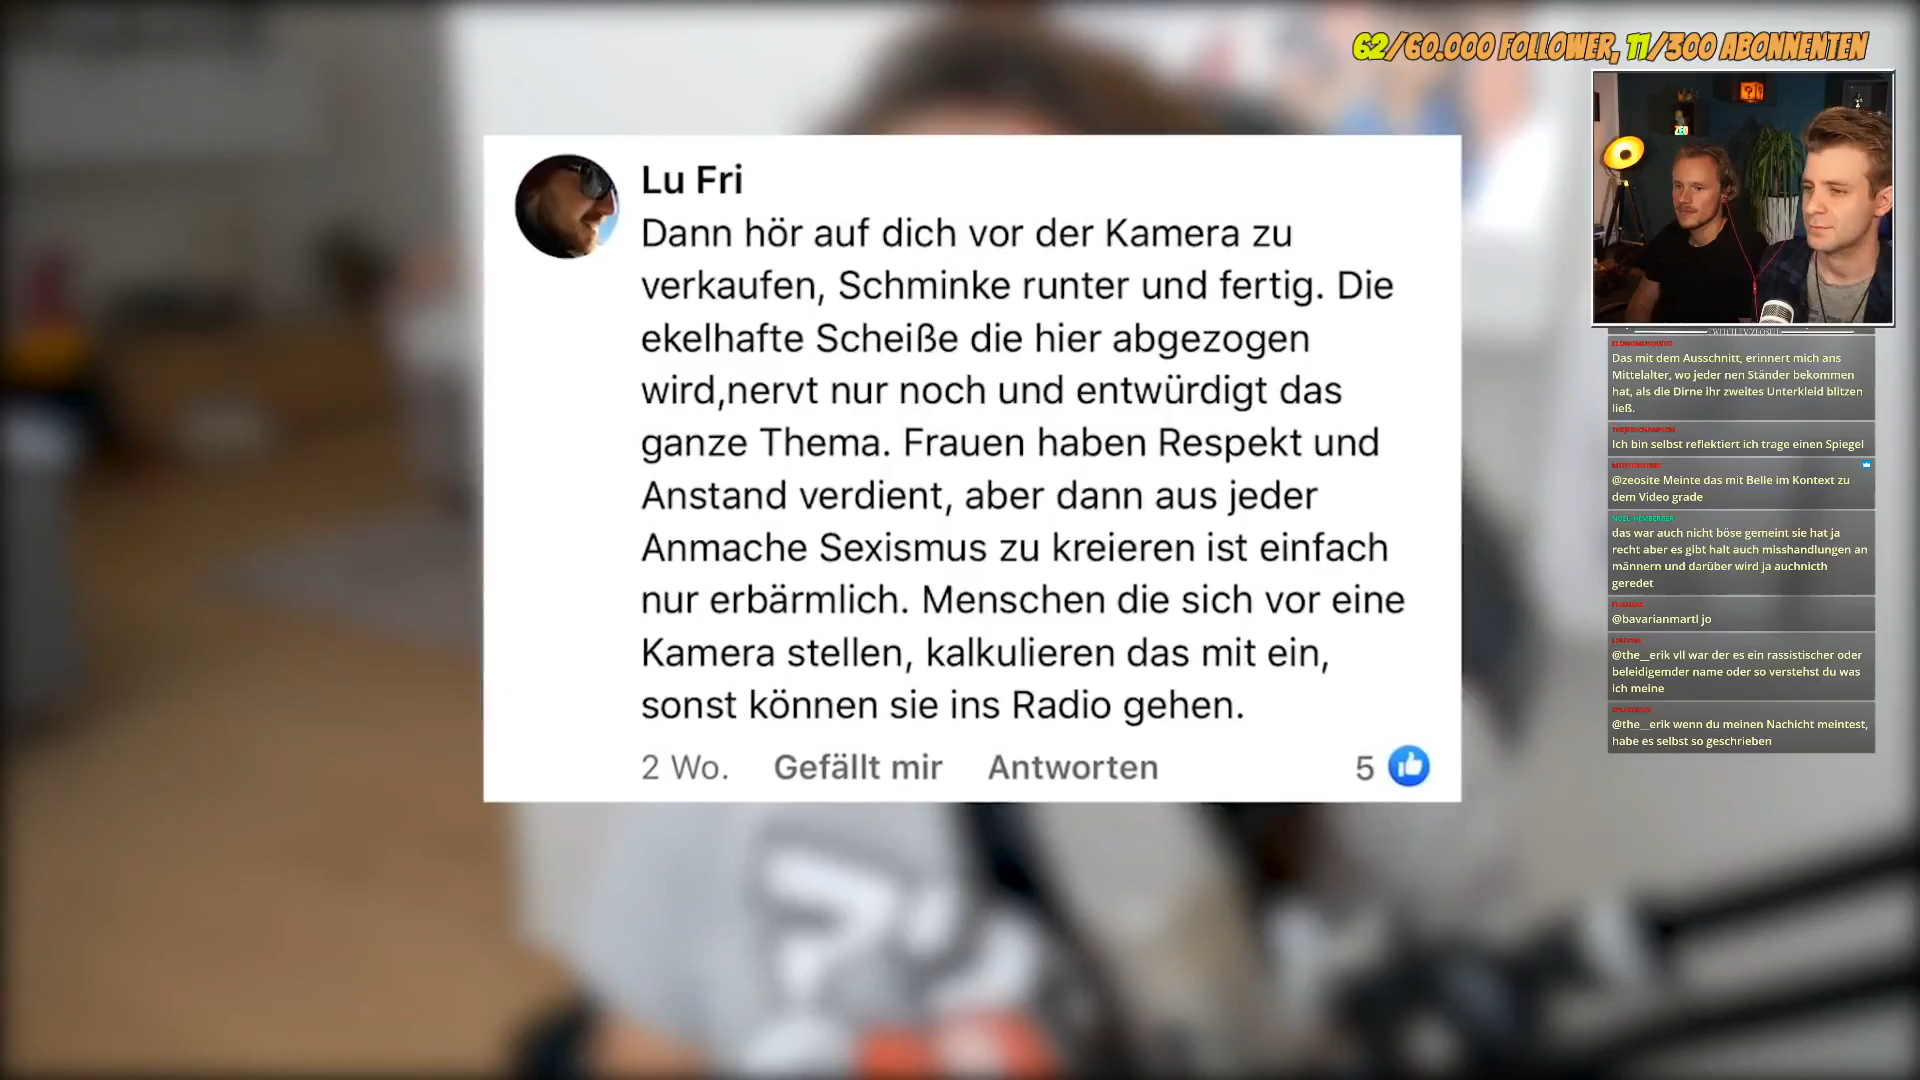 62/60.000 FOLLOWER, 11/300 ABONNENTEN
Lu Fri
Dann hör auf dich vor der Kamera zu
verkaufen, Schminke runter und fertig. Die
ekelhafte Scheiße die hier abgezogen
wird,nervt nur noch und entwürdigt das
ganze Thema. Frauen haben Respekt und
Anstand verdient, aber dann aus jeder
Anmache Sexismus zu kreieren ist einfach
nur erbärmlich. Menschen die sich vor eine
Kamera stellen, kalkulieren das mit ein,
sonst können sie ins Radio gehen.
2 Wo. Gefällt mir Antworten 5
ZEO
Das mit dem Ausschnitt, erinnert mich ans
Mittelalter, wo jeder nen Ständer bekommen
hat, als die Dirne ihr zweites Unterkleid blitzen
ließ.
Ich bin selbst reflektiert ich trage einen Spiegel
@zeosite Meinte das mit Belle im Kontext zu
dem Video grade
NOEL_HEMBERGER
das war auch nicht böse gemeint sie hat ja
recht aber es gibt halt auch misshandlungen an
männern und darüber wird ja auchnicth
geredet
@bavarianmartl jo
@the__erik vll war der es ein rassistischer oder
beleidigemder name oder so verstehst du was
ich meine
@the__erik wenn du meinen Nachicht meintest,
habe es selbst so geschrieben